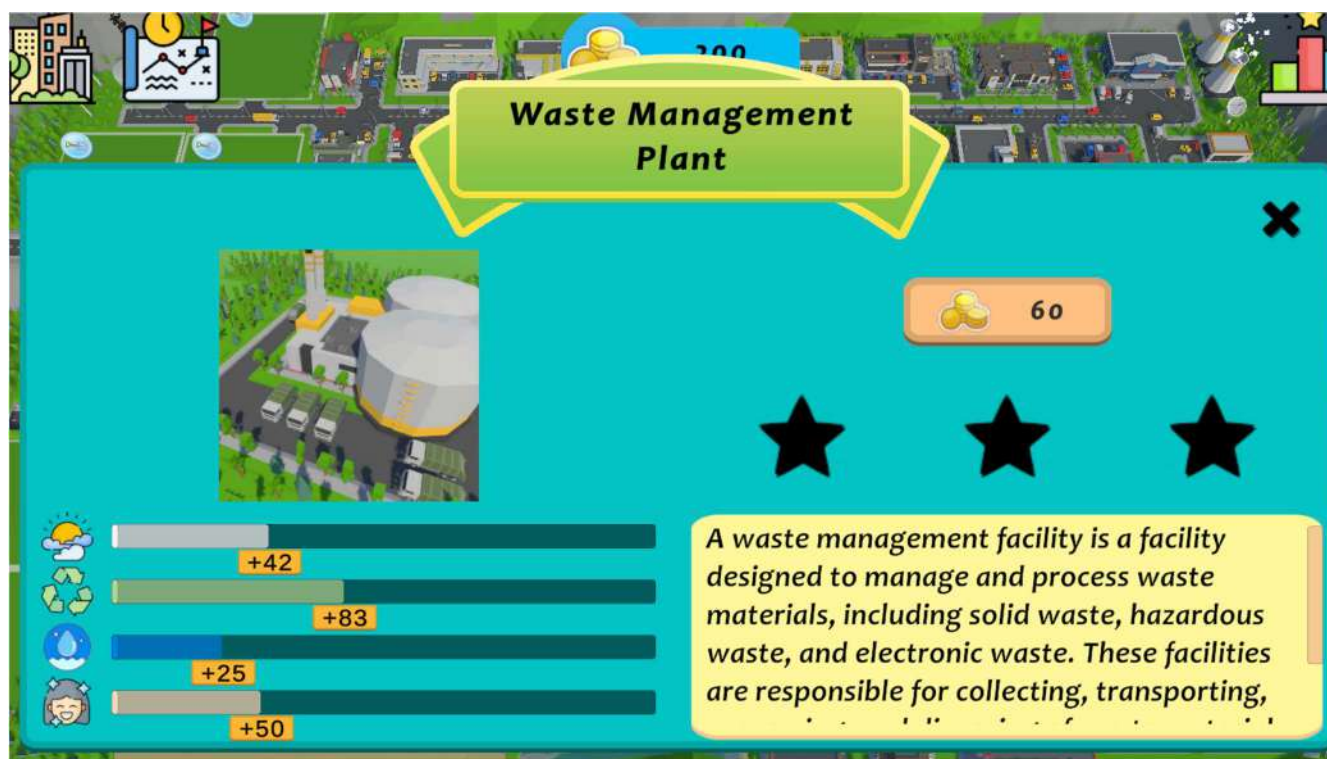 200
Waste Management
Plant
60
+42
+83
+25
+50
A waste management facility is a facility
designed to manage and process waste
materials, including solid waste, hazardous
waste, and electronic waste. These facilities
are responsible for collecting, transporting,